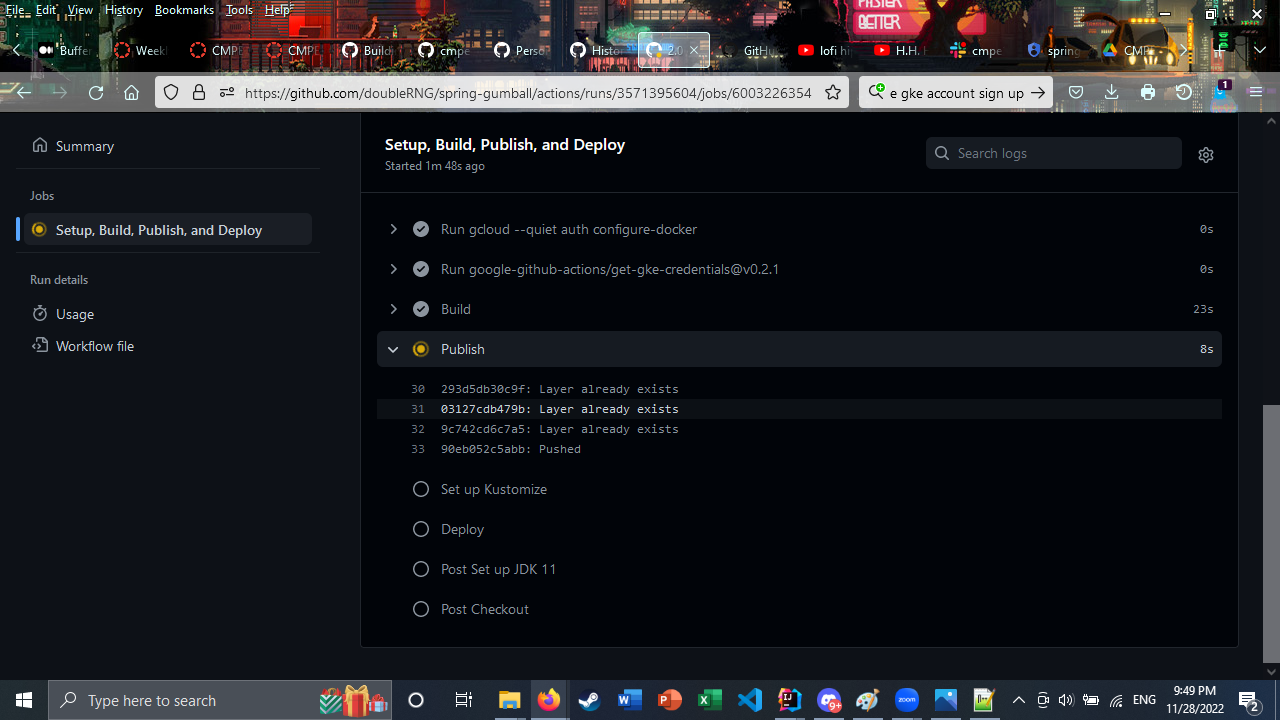 File Edit View History Bookmarks Tools Help
FASTER
BETTER
Buffer
Week
CMPE
CMPE
Build
cmpe
Perso
Histor
2.0
GitHu
lofi hi
H.H.
cmpe
spring
CMP
https://github.com/doubleRNG/spring-gumball/actions/runs/3571395604/jobs/6003226354
e gke account sign up
1
Summary
Jobs
Setup, Build, Publish, and Deploy
Run details
Usage
Workflow file
Setup, Build, Publish, and Deploy
Started 1m 48s ago
Search logs
Run gcloud --quiet auth configure-docker 0s
Run google-github-actions/get-gke-credentials@v0.2.1 0s
Build 23s
Publish 8s
30 293d5db30c9f: Layer already exists
31 03127cdb479b: Layer already exists
32 9c742cd6c7a5: Layer already exists
33 90eb052c5abb: Pushed
Set up Kustomize
Deploy
Post Set up JDK 11
Post Checkout
Type here to search
9+
zoom
ENG
9:49 PM
11/28/2022
2